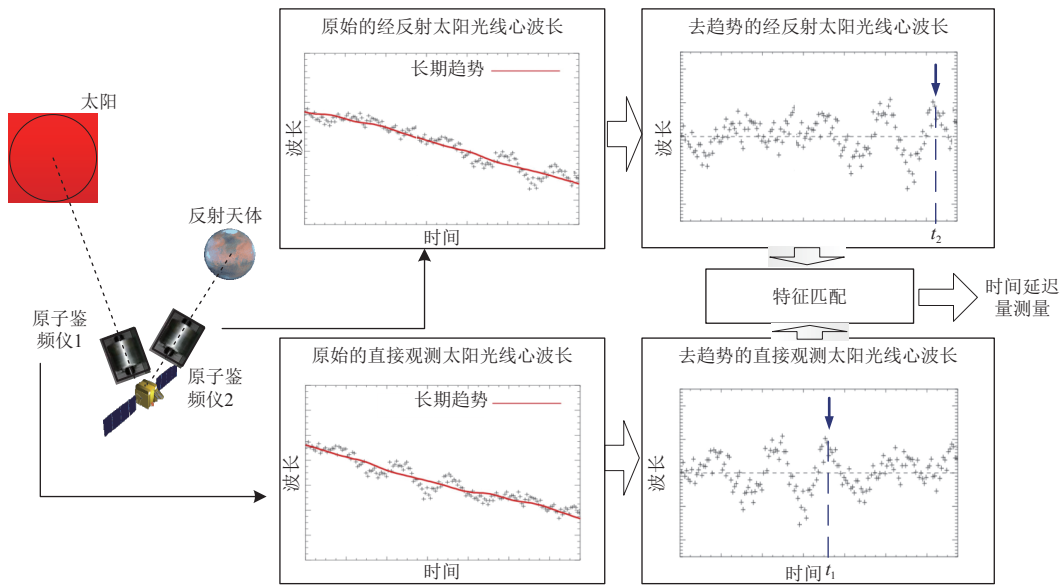 太阳
反射天体
原子鉴
频仪1
原子鉴
频仪2
原始的经反射太阳光线心波长
长期趋势
波长
时间
去趋势的经反射太阳光线心波长
波长
t₂
特征匹配
时间延迟
量测量
原始的直接观测太阳光线心波长
长期趋势
波长
时间
去趋势的直接观测太阳光线心波长
波长
时间 t₁